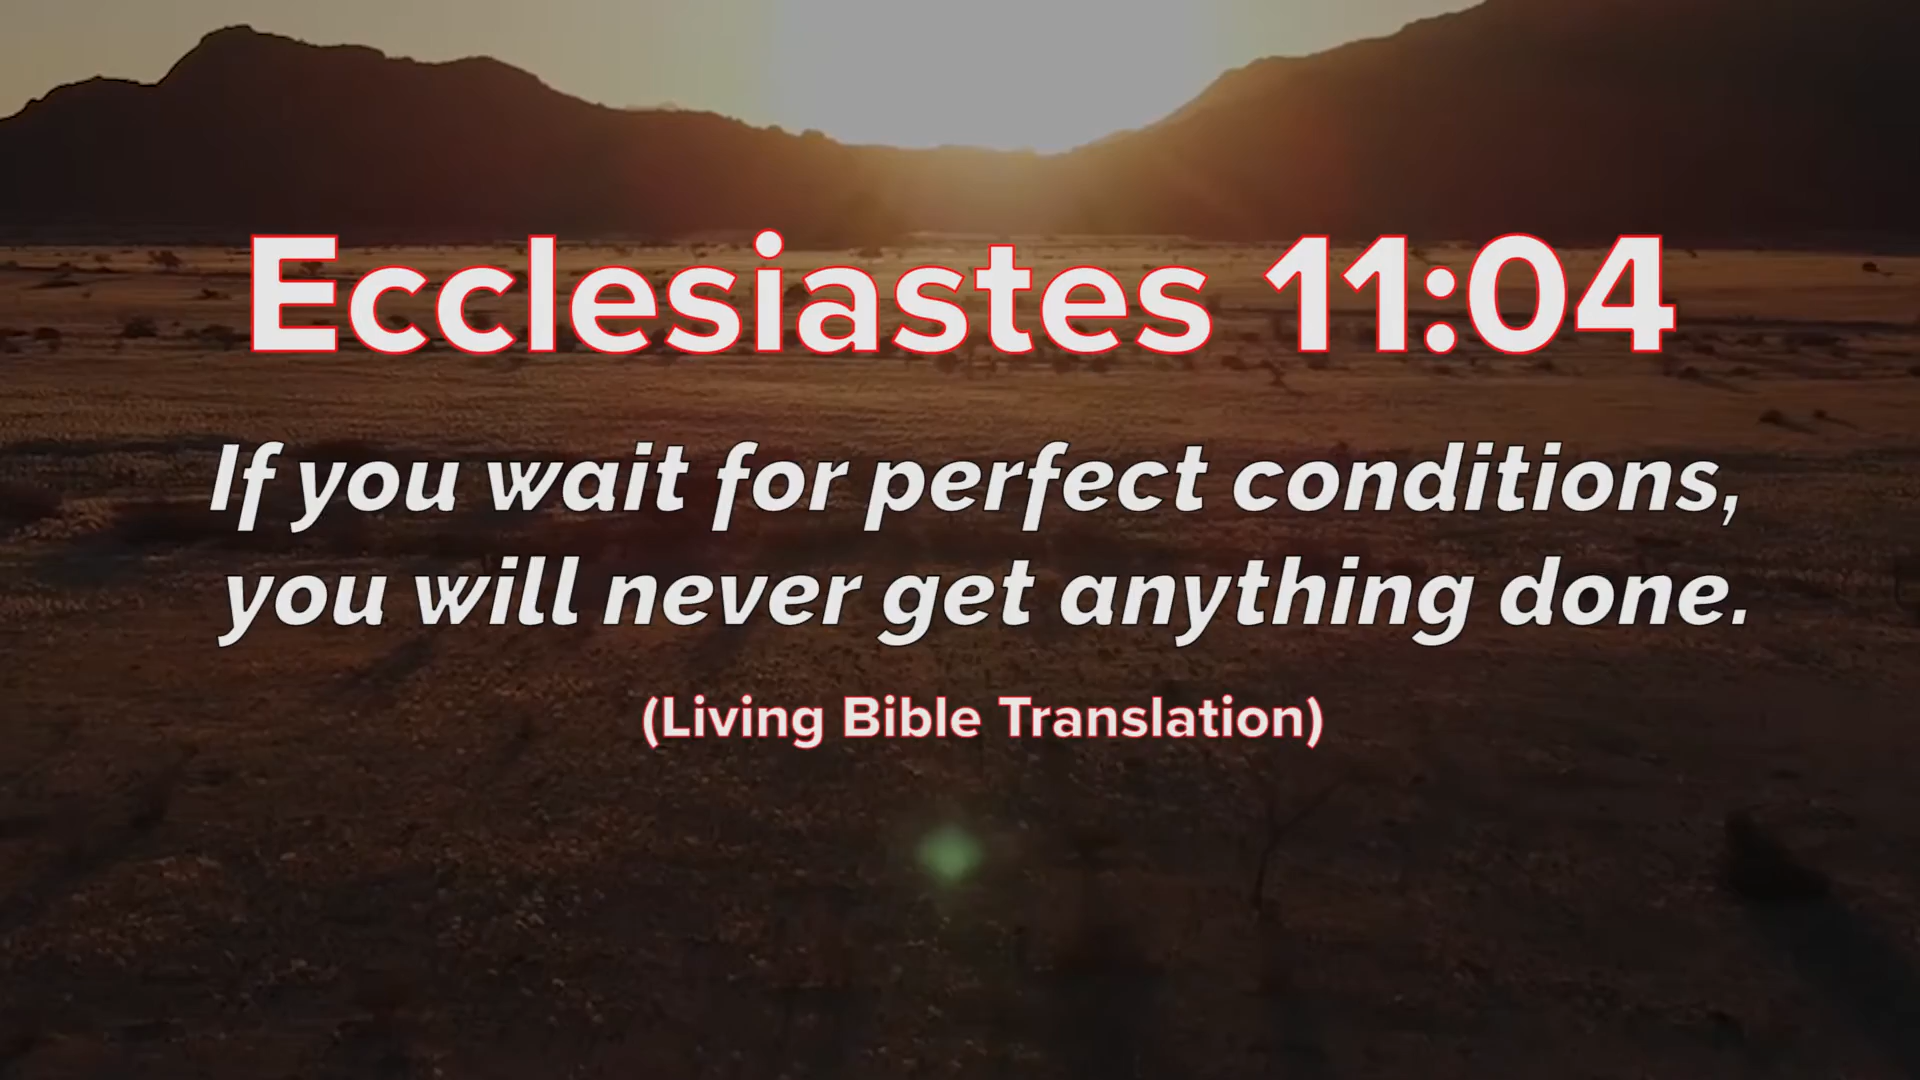 Ecclesiastes 11:04
If you wait for perfect conditions,
you will never get anything done.
(Living Bible Translation)